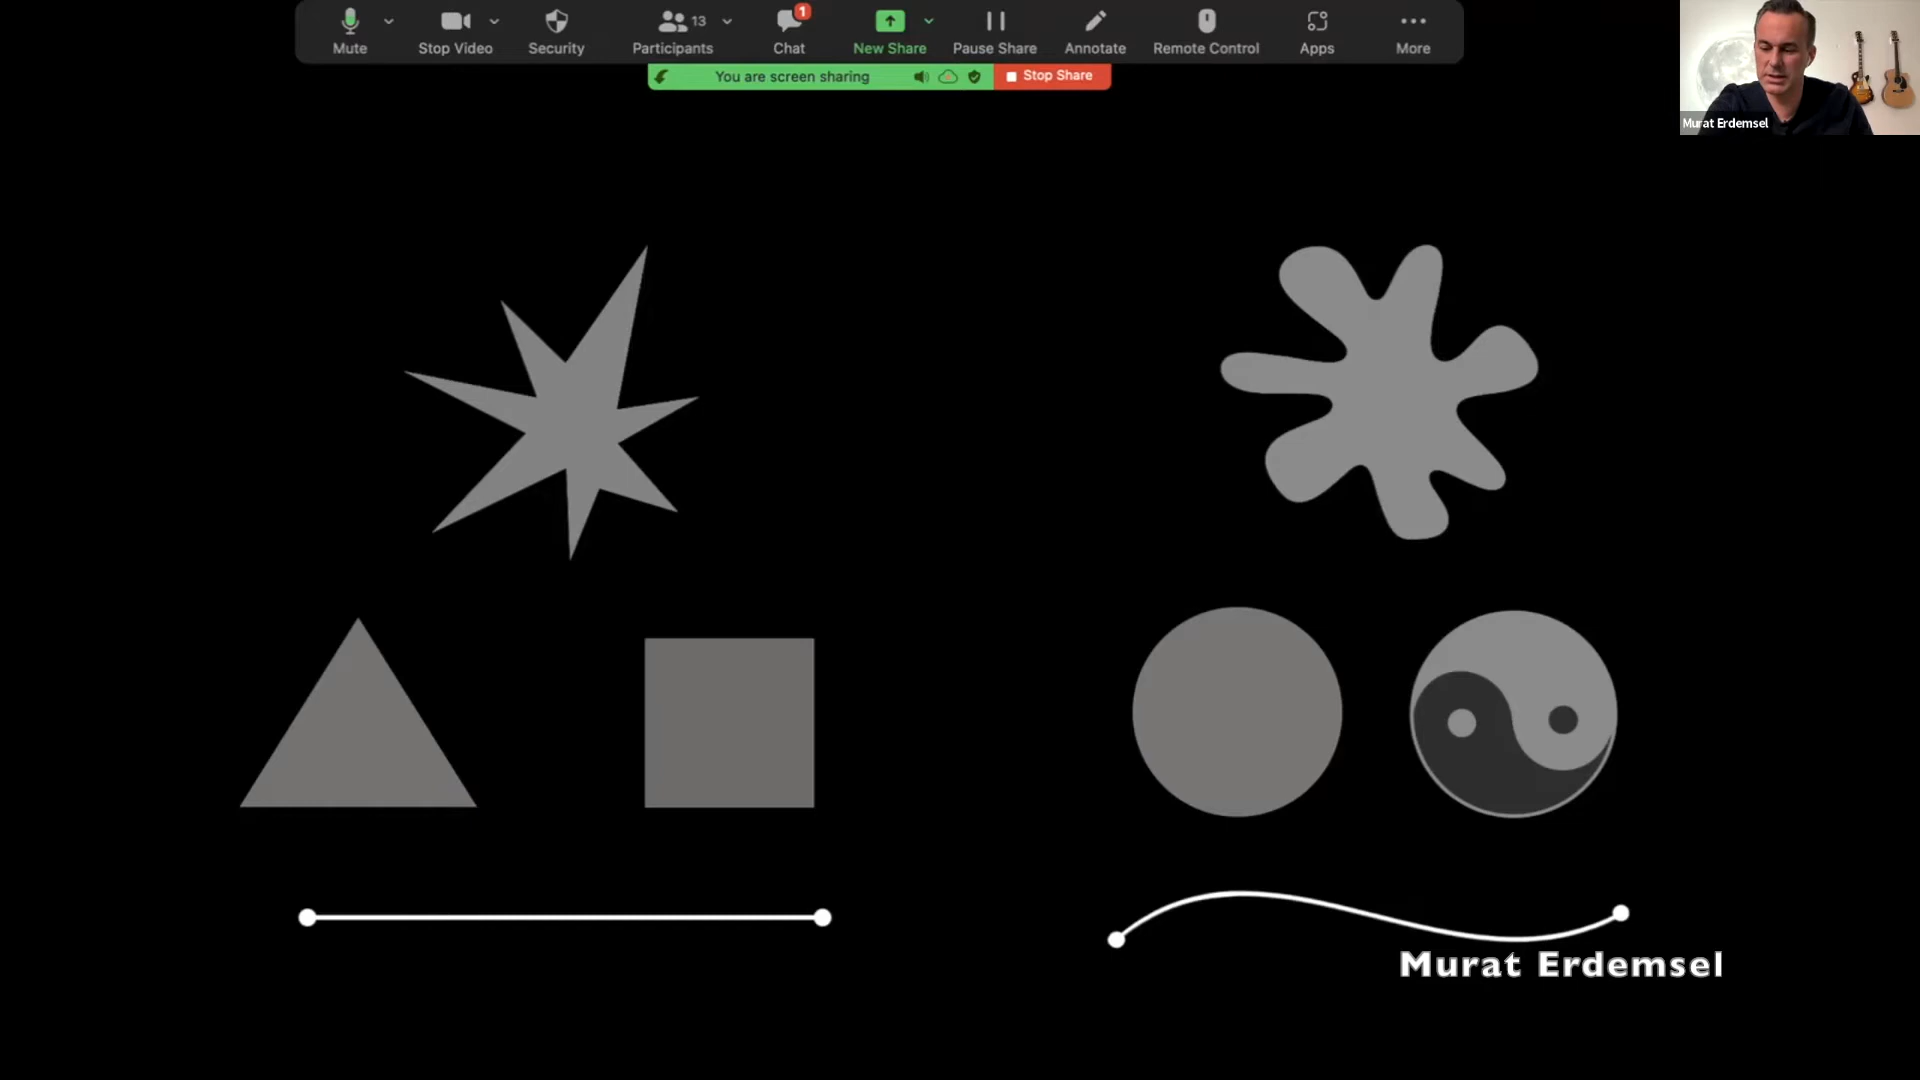 Mute
Stop Video
Security
13
Participants
1
Chat
New Share
Pause Share
Annotate
Remote Control
Apps
More
You are screen sharing
Stop Share
Murat Erdemsel
Murat Erdemsel